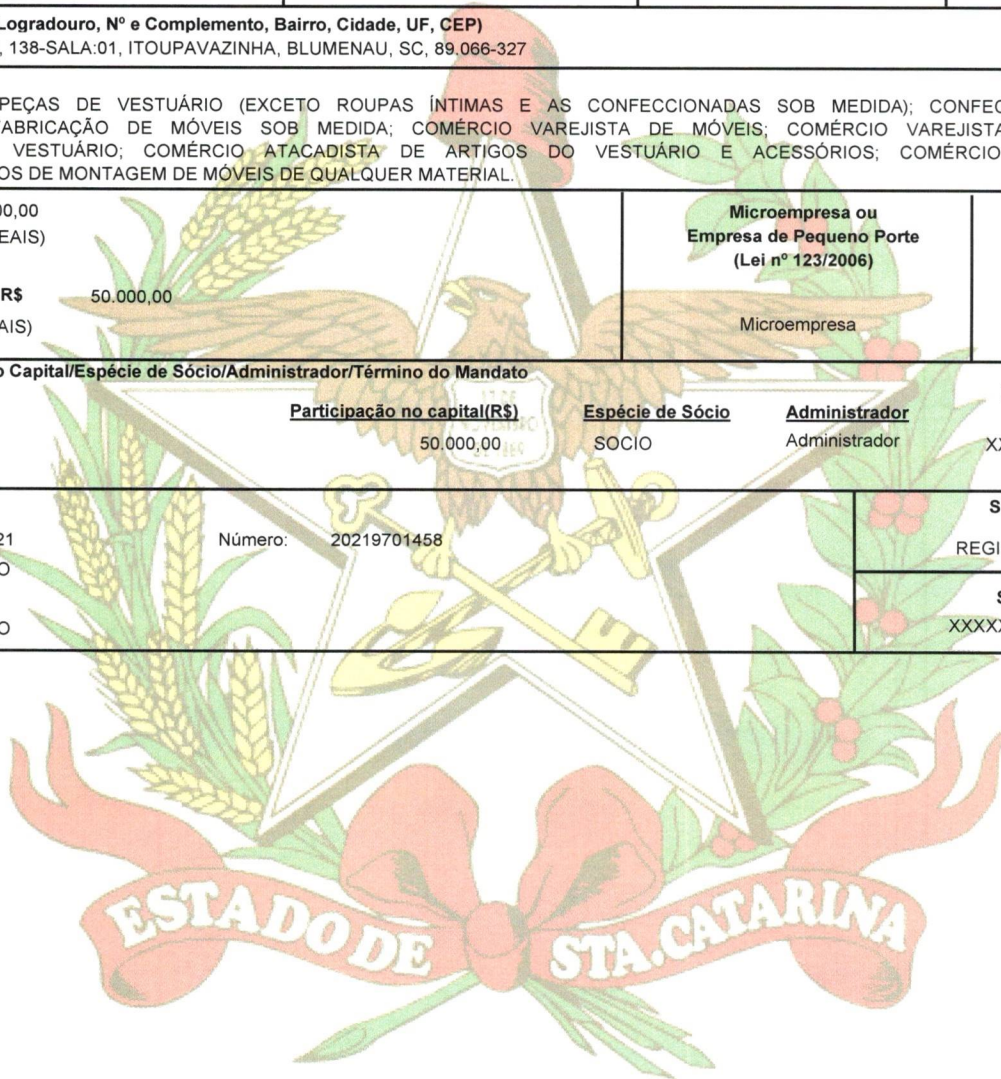 Logradouro, Nº e Complemento, Bairro, Cidade, UF, CEP)
, 138-SALA:01, ITOUPAVAZINHA, BLUMENAU, SC, 89.066-327
PEÇAS DE VESTUÁRIO (EXCETO ROUPAS ÍNTIMAS E AS CONFECCIONADAS SOB MEDIDA); CONFEC
FABRICAÇÃO DE MÓVEIS SOB MEDIDA; COMÉRCIO VAREJISTA DE MÓVEIS; COMÉRCIO VAREJISTA
VESTUÁRIO; COMÉRCIO ATACADISTA DE ARTIGOS DO VESTUÁRIO E ACESSÓRIOS; COMÉRCIO
OS DE MONTAGEM DE MÓVEIS DE QUALQUER MATERIAL.
00,00
EAIS)
R$ 50.000,00
AIS)
Microempresa ou
Empresa de Pequeno Porte
(Lei nº 123/2006)
Microempresa
o Capital/Espécie de Sócio/Administrador/Término do Mandato
Participação no capital(R$) Espécie de Sócio Administrador
50.000,00 SOCIO Administrador XX
21 Número: 20219701458
O
O
S
REGI
S
XXXXX
ESTADO DE STA.CATARINA